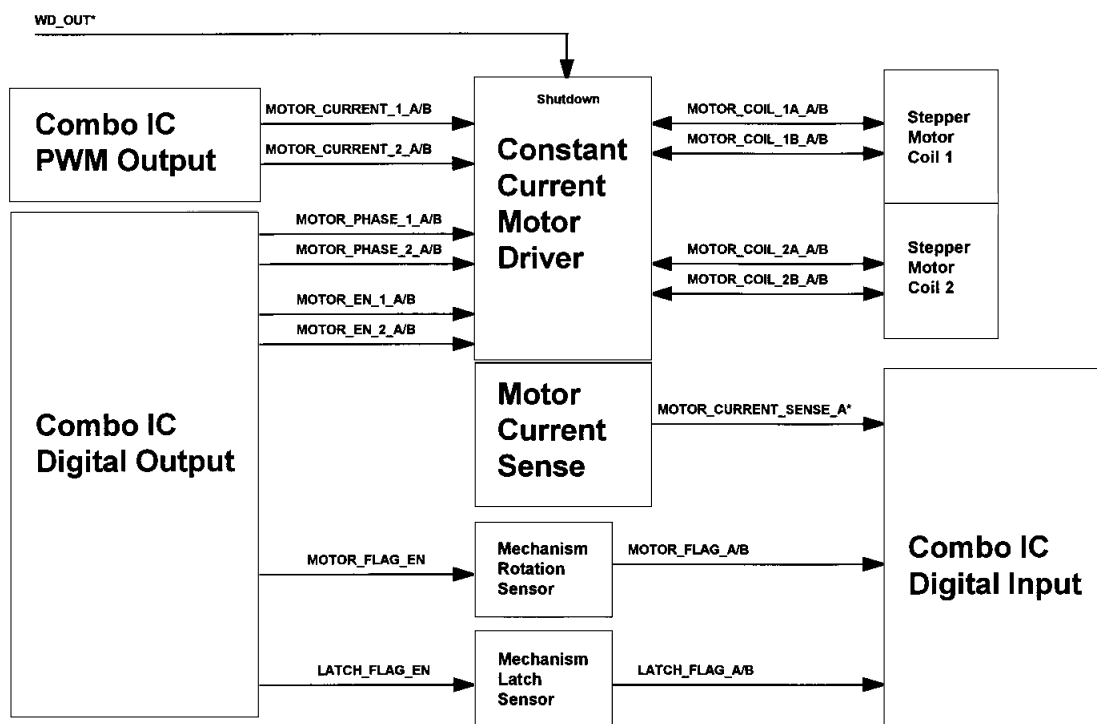 WD_OUT*
Combo IC
PWM Output
MOTOR_CURRENT_1_A/B
MOTOR_CURRENT_2_A/B
Shutdown
Constant
Current
Motor
Driver
MOTOR_COIL_1A_A/B
MOTOR_COIL_1B_A/B
Stepper
Motor
Coil 1
MOTOR_PHASE_1_A/B
MOTOR_PHASE_2_A/B
MOTOR_EN_1_A/B
MOTOR_EN_2_A/B
MOTOR_COIL_2A_A/B
MOTOR_COIL_2B_A/B
Stepper
Motor
Coil 2
Combo IC
Digital Output
Motor
Current
Sense
MOTOR_CURRENT_SENSE_A*
MOTOR_FLAG_EN
Mechanism
Rotation
Sensor
MOTOR_FLAG_A/B
Combo IC
Digital Input
LATCH_FLAG_EN
Mechanism
Latch
Sensor
LATCH_FLAG_A/B